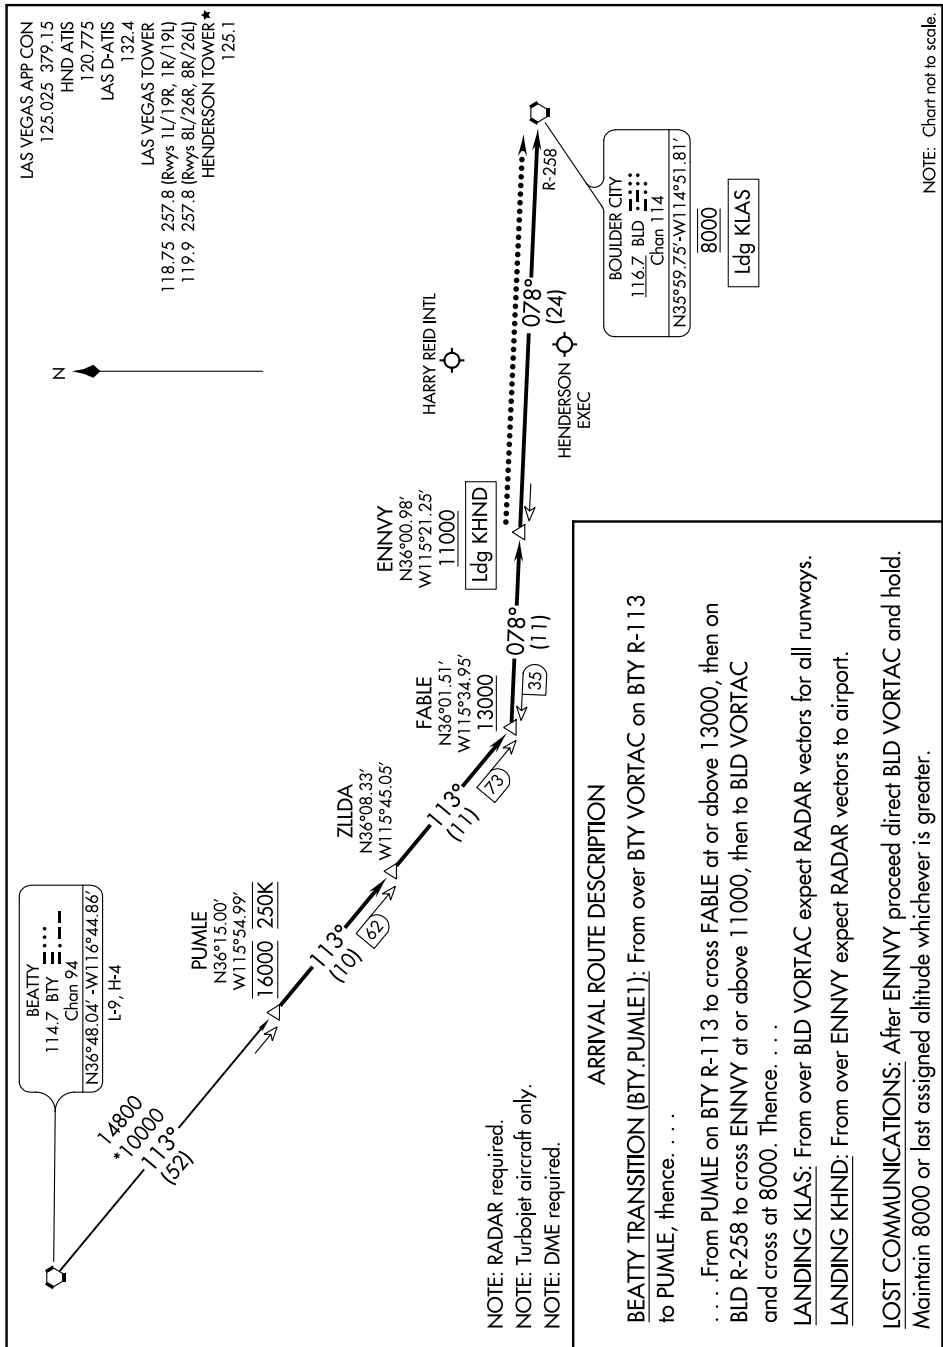 LAS VEGAS APP CON
125.025 379.15
HND ATIS
120.775
LAS D-ATIS
132.4
LAS VEGAS TOWER
118.75 257.8 (Rwys 1L/19R, 1R/19L)
119.9 257.8 (Rwys 8L/26R, 8R/26L)
HENDERSON TOWER★
125.1
N
BEATTY
114.7 BTY
Chan 94
N36°48.04'-W116°44.86'
L-9, H-4
14800
*10000
113°
(52)
PUMLE
N36°15.00'
W115°54.99'
16000 250K
113°
(10)
62
ZLLDA
N36°08.33'
W115°45.05'
113°
(11)
73
FABLE
N36°01.51'
W115°34.95'
13000
078°
(11)
35
ENNVY
N36°00.98'
W115°21.25'
11000
Ldg KHND
HARRY REID INTL
HENDERSON
EXEC
078°
(24)
R-258
BOULDER CITY
116.7 BLD
Chan 114
N35°59.75'-W114°51.81'
8000
Ldg KLAS
NOTE: RADAR required.
NOTE: Turbojet aircraft only.
NOTE: DME required.
ARRIVAL ROUTE DESCRIPTION
BEATTY TRANSITION (BTY.PUMLE1): From over BTY VORTAC on BTY R-113
to PUMLE, thence. . . .
. . . .From PUMLE on BTY R-113 to cross FABLE at or above 13000, then on
BLD R-258 to cross ENNVY at or above 11000, then to BLD VORTAC
and cross at 8000. Thence. . . .
LANDING KLAS: From over BLD VORTAC expect RADAR vectors for all runways.
LANDING KHND: From over ENNVY expect RADAR vectors to airport.
LOST COMMUNICATIONS: After ENNVY proceed direct BLD VORTAC and hold.
Maintain 8000 or last assigned altitude whichever is greater.
NOTE: Chart not to scale.